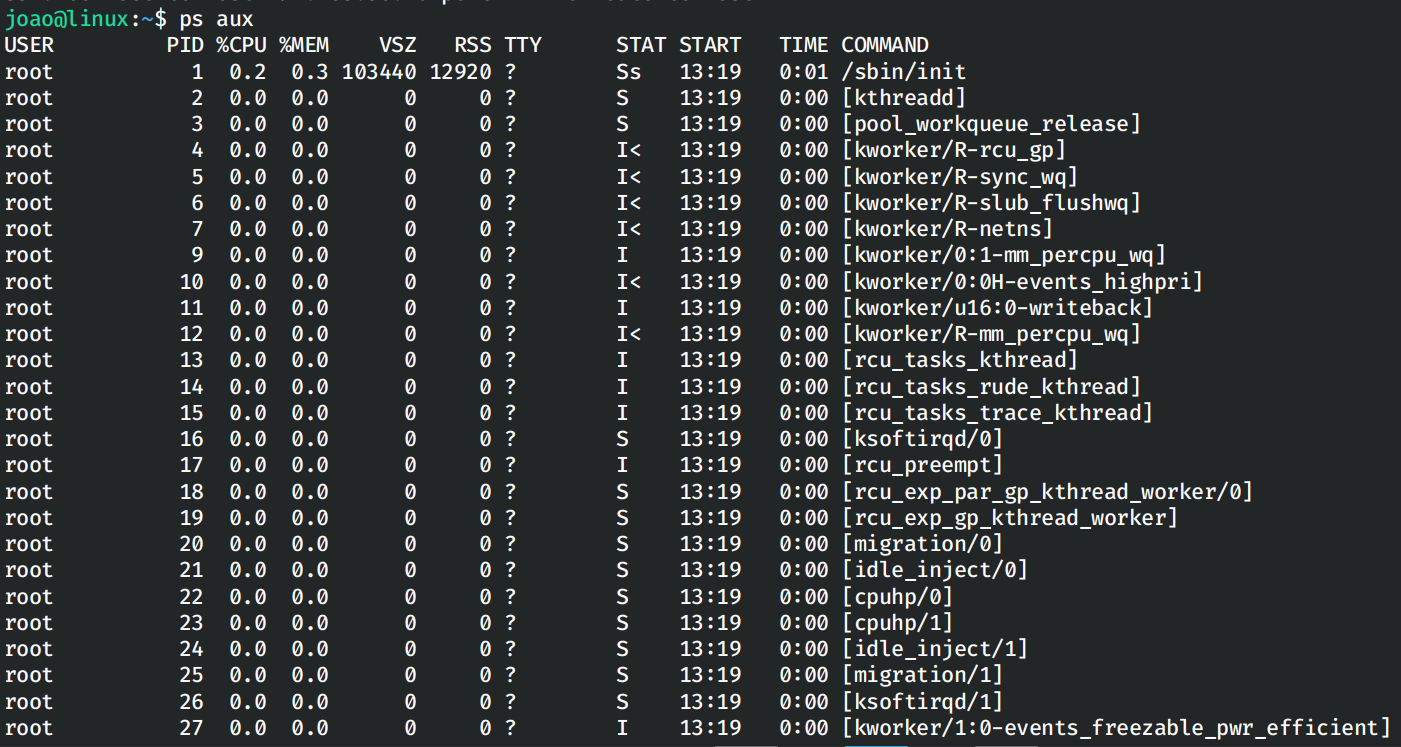 joao@linux:~$ ps aux
USER         PID %CPU %MEM    VSZ   RSS TTY      STAT START   TIME COMMAND
root           1  0.2  0.3 103440 12920 ?        Ss   13:19   0:01 /sbin/init
root           2  0.0  0.0      0     0 ?        S    13:19   0:00 [kthreadd]
root           3  0.0  0.0      0     0 ?        S    13:19   0:00 [pool_workqueue_release]
root           4  0.0  0.0      0     0 ?        I<   13:19   0:00 [kworker/R-rcu_gp]
root           5  0.0  0.0      0     0 ?        I<   13:19   0:00 [kworker/R-sync_wq]
root           6  0.0  0.0      0     0 ?        I<   13:19   0:00 [kworker/R-slub_flushwq]
root           7  0.0  0.0      0     0 ?        I<   13:19   0:00 [kworker/R-netns]
root           9  0.0  0.0      0     0 ?        I    13:19   0:00 [kworker/0:1-mm_percpu_wq]
root          10  0.0  0.0      0     0 ?        I<   13:19   0:00 [kworker/0:0H-events_highpri]
root          11  0.0  0.0      0     0 ?        I    13:19   0:00 [kworker/u16:0-writeback]
root          12  0.0  0.0      0     0 ?        I<   13:19   0:00 [kworker/R-mm_percpu_wq]
root          13  0.0  0.0      0     0 ?        I    13:19   0:00 [rcu_tasks_kthread]
root          14  0.0  0.0      0     0 ?        I    13:19   0:00 [rcu_tasks_rude_kthread]
root          15  0.0  0.0      0     0 ?        I    13:19   0:00 [rcu_tasks_trace_kthread]
root          16  0.0  0.0      0     0 ?        S    13:19   0:00 [ksoftirqd/0]
root          17  0.0  0.0      0     0 ?        I    13:19   0:00 [rcu_preempt]
root          18  0.0  0.0      0     0 ?        S    13:19   0:00 [rcu_exp_par_gp_kthread_worker/0]
root          19  0.0  0.0      0     0 ?        S    13:19   0:00 [rcu_exp_gp_kthread_worker]
root          20  0.0  0.0      0     0 ?        S    13:19   0:00 [migration/0]
root          21  0.0  0.0      0     0 ?        S    13:19   0:00 [idle_inject/0]
root          22  0.0  0.0      0     0 ?        S    13:19   0:00 [cpuhp/0]
root          23  0.0  0.0      0     0 ?        S    13:19   0:00 [cpuhp/1]
root          24  0.0  0.0      0     0 ?        S    13:19   0:00 [idle_inject/1]
root          25  0.0  0.0      0     0 ?        S    13:19   0:00 [migration/1]
root          26  0.0  0.0      0     0 ?        S    13:19   0:00 [ksoftirqd/1]
root          27  0.0  0.0      0     0 ?        I    13:19   0:00 [kworker/1:0-events_freezable_pwr_efficient]